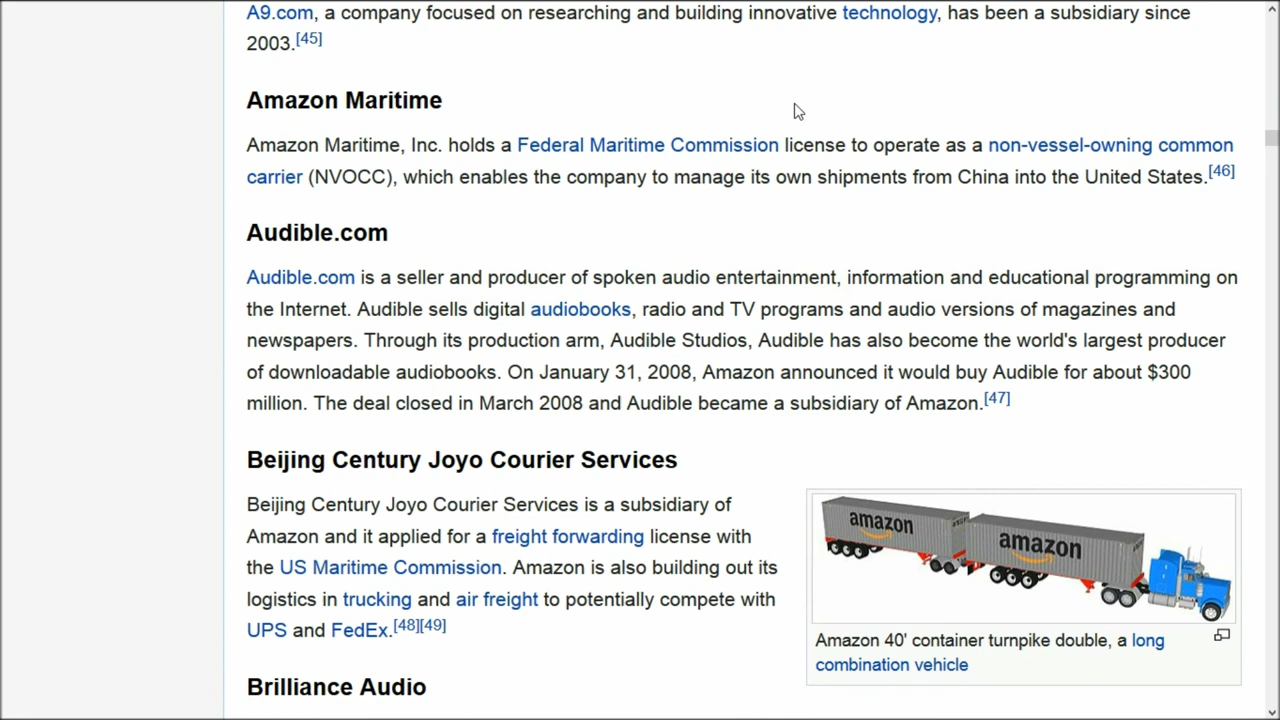 A9.com, a company focused on researching and building innovative technology, has been a subsidiary since
2003.[45]
Amazon Maritime
Amazon Maritime, Inc. holds a Federal Maritime Commission license to operate as a non-vessel-owning common
carrier (NVOCC), which enables the company to manage its own shipments from China into the United States.[46]
Audible.com
Audible.com is a seller and producer of spoken audio entertainment, information and educational programming on
the Internet. Audible sells digital audiobooks, radio and TV programs and audio versions of magazines and
newspapers. Through its production arm, Audible Studios, Audible has also become the world's largest producer
of downloadable audiobooks. On January 31, 2008, Amazon announced it would buy Audible for about $300
million. The deal closed in March 2008 and Audible became a subsidiary of Amazon.[47]
Beijing Century Joyo Courier Services
Beijing Century Joyo Courier Services is a subsidiary of
Amazon and it applied for a freight forwarding license with
the US Maritime Commission. Amazon is also building out its
logistics in trucking and air freight to potentially compete with
UPS and FedEx.[48][49]
amazon
amazon
Amazon 40' container turnpike double, a long
combination vehicle
Brilliance Audio